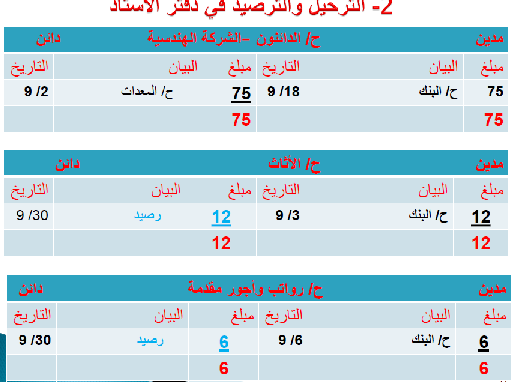 2- الترحيل والترصيد في دفتر الأستاذ
مدين ح/ الدائنون –الشركة الهندسية دائن
مبلغ البيان التاريخ مبلغ البيان التاريخ
75 ح/ البنك 18/ 9 75 ح/ المعدات 2/ 9
75 75
مدين ح/ الأثاث دائن
مبلغ البيان التاريخ مبلغ البيان التاريخ
12 ح/ البنك 3/ 9 12 رصيد 30/ 9
12 12
مدين ح/ رواتب واجور مقدمة دائن
مبلغ البيان التاريخ مبلغ البيان التاريخ
6 ح/ البنك 6/ 9 6 رصيد 30/ 9
6 6